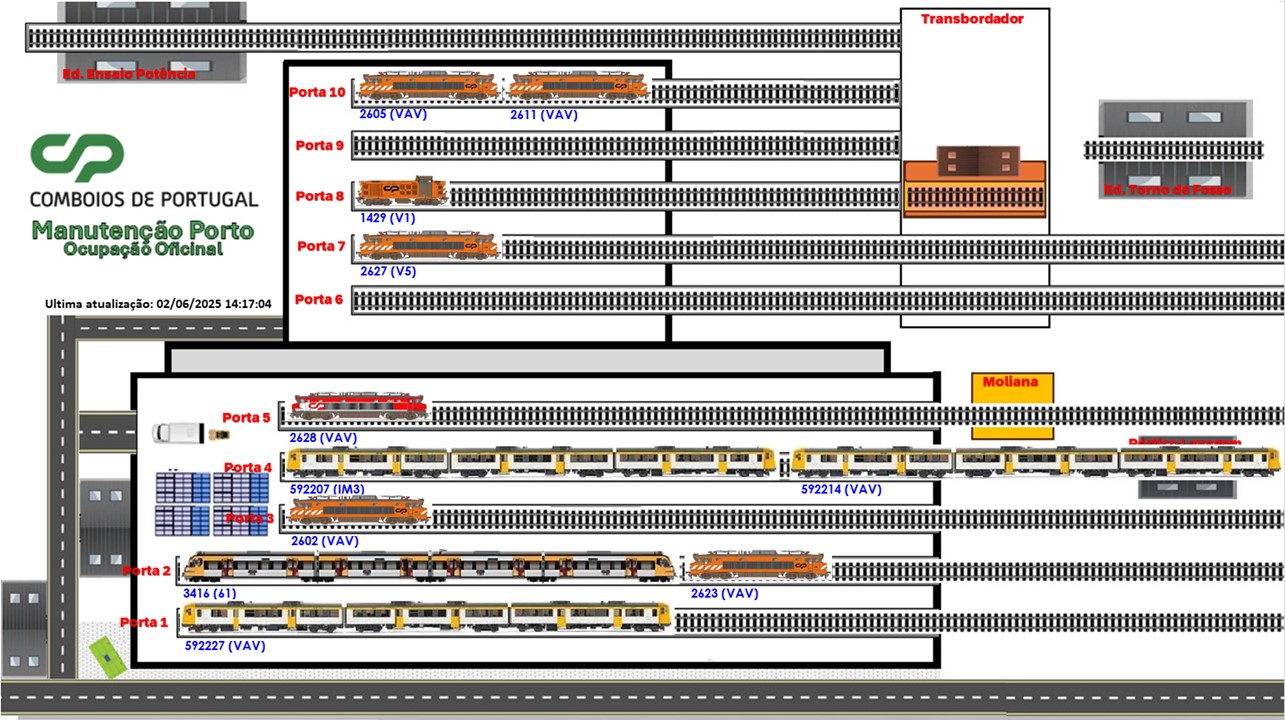 Transbordador
Ed. Ensaio Potência
Porta 10
2605 (VAV)
2611 (VAV)
Porta 9
COMBOIOS DE PORTUGAL
Manutenção Porto
Ocupação Oficinal
Ed. Torno de Fosso
Porta 8
1429 (V1)
Porta 7
2627 (V5)
Porta 6
Ultima atualização: 02/06/2025 14:17:04
Moliana
Porta 5
2628 (VAV)
Porta 4
592207 (IM3)
592214 (VAV)
Porta 3
2602 (VAV)
Porta 2
3416 (61)
2623 (VAV)
Porta 1
592227 (VAV)